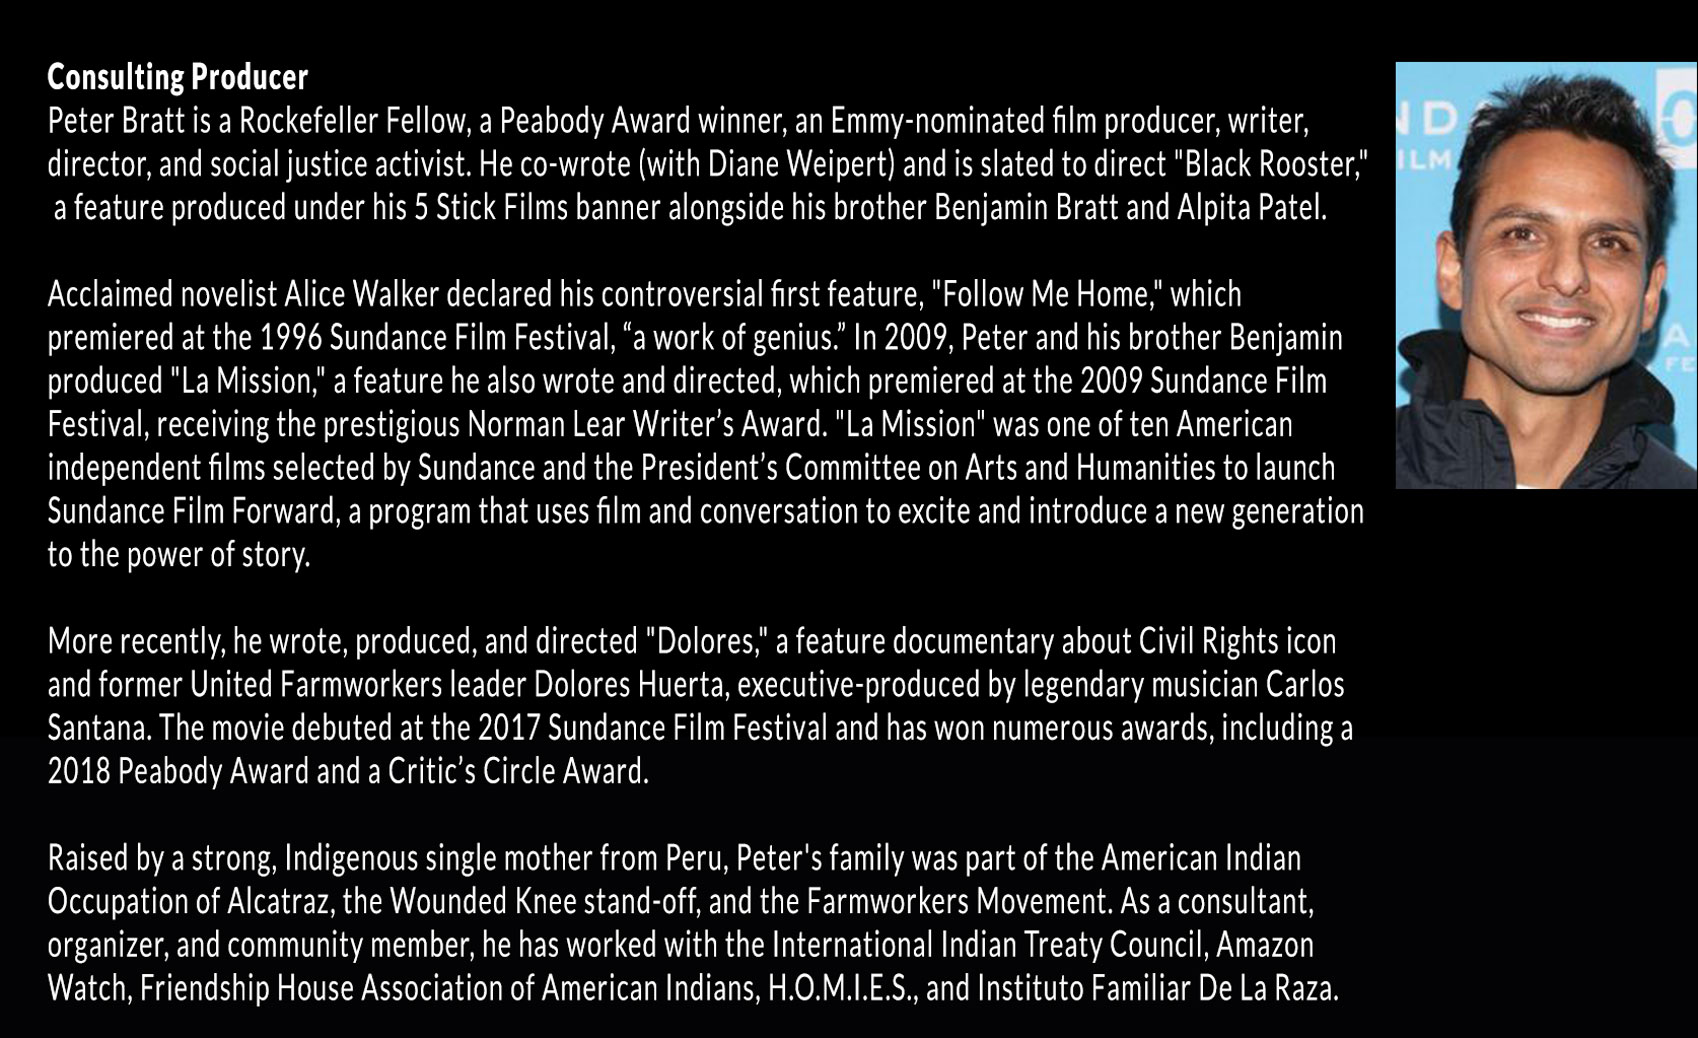 Consulting Producer
Peter Bratt is a Rockefeller Fellow, a Peabody Award winner, an Emmy-nominated film producer, writer,
director, and social justice activist. He co-wrote (with Diane Weipert) and is slated to direct "Black Rooster,"
a feature produced under his 5 Stick Films banner alongside his brother Benjamin Bratt and Alpita Patel.
Acclaimed novelist Alice Walker declared his controversial first feature, "Follow Me Home," which
premiered at the 1996 Sundance Film Festival, “a work of genius.” In 2009, Peter and his brother Benjamin
produced "La Mission," a feature he also wrote and directed, which premiered at the 2009 Sundance Film
Festival, receiving the prestigious Norman Lear Writer’s Award. "La Mission" was one of ten American
independent films selected by Sundance and the President’s Committee on Arts and Humanities to launch
Sundance Film Forward, a program that uses film and conversation to excite and introduce a new generation
to the power of story.
More recently, he wrote, produced, and directed "Dolores," a feature documentary about Civil Rights icon
and former United Farmworkers leader Dolores Huerta, executive-produced by legendary musician Carlos
Santana. The movie debuted at the 2017 Sundance Film Festival and has won numerous awards, including a
2018 Peabody Award and a Critic’s Circle Award.
Raised by a strong, Indigenous single mother from Peru, Peter's family was part of the American Indian
Occupation of Alcatraz, the Wounded Knee stand-off, and the Farmworkers Movement. As a consultant,
organizer, and community member, he has worked with the International Indian Treaty Council, Amazon
Watch, Friendship House Association of American Indians, H.O.M.I.E.S., and Instituto Familiar De La Raza.